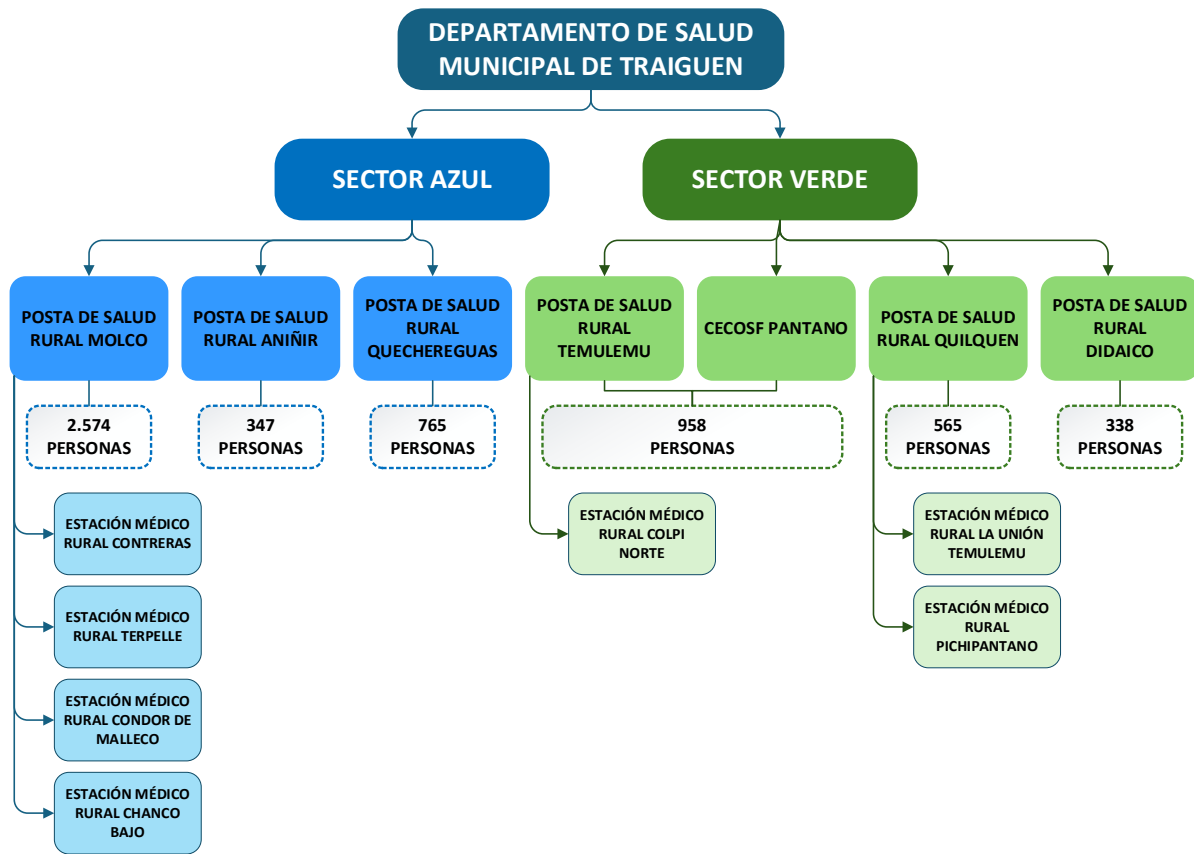 DEPARTAMENTO DE SALUD
MUNICIPAL DE TRAIGUEN
SECTOR AZUL
SECTOR VERDE
POSTA DE SALUD
RURAL MOLCO
POSTA DE SALUD
RURAL ANIÑIR
POSTA DE SALUD
RURAL
QUECHEREGUAS
POSTA DE SALUD
RURAL
TEMULEMU
CECOSF PANTANO
POSTA DE SALUD
RURAL QUILQUEN
POSTA DE SALUD
RURAL
DIDAICO
2.574
PERSONAS
347
PERSONAS
765
PERSONAS
958
PERSONAS
565
PERSONAS
338
PERSONAS
ESTACIÓN MÉDICO
RURAL CONTRERAS
ESTACIÓN MÉDICO
RURAL TERPELLE
ESTACIÓN MÉDICO
RURAL CONDOR DE
MALLECO
ESTACIÓN MÉDICO
RURAL CHANCO
BAJO
ESTACIÓN MÉDICO
RURAL COLPI
NORTE
ESTACIÓN MÉDICO
RURAL LA UNIÓN
TEMULEMU
ESTACIÓN MÉDICO
RURAL
PICHIPANTANO